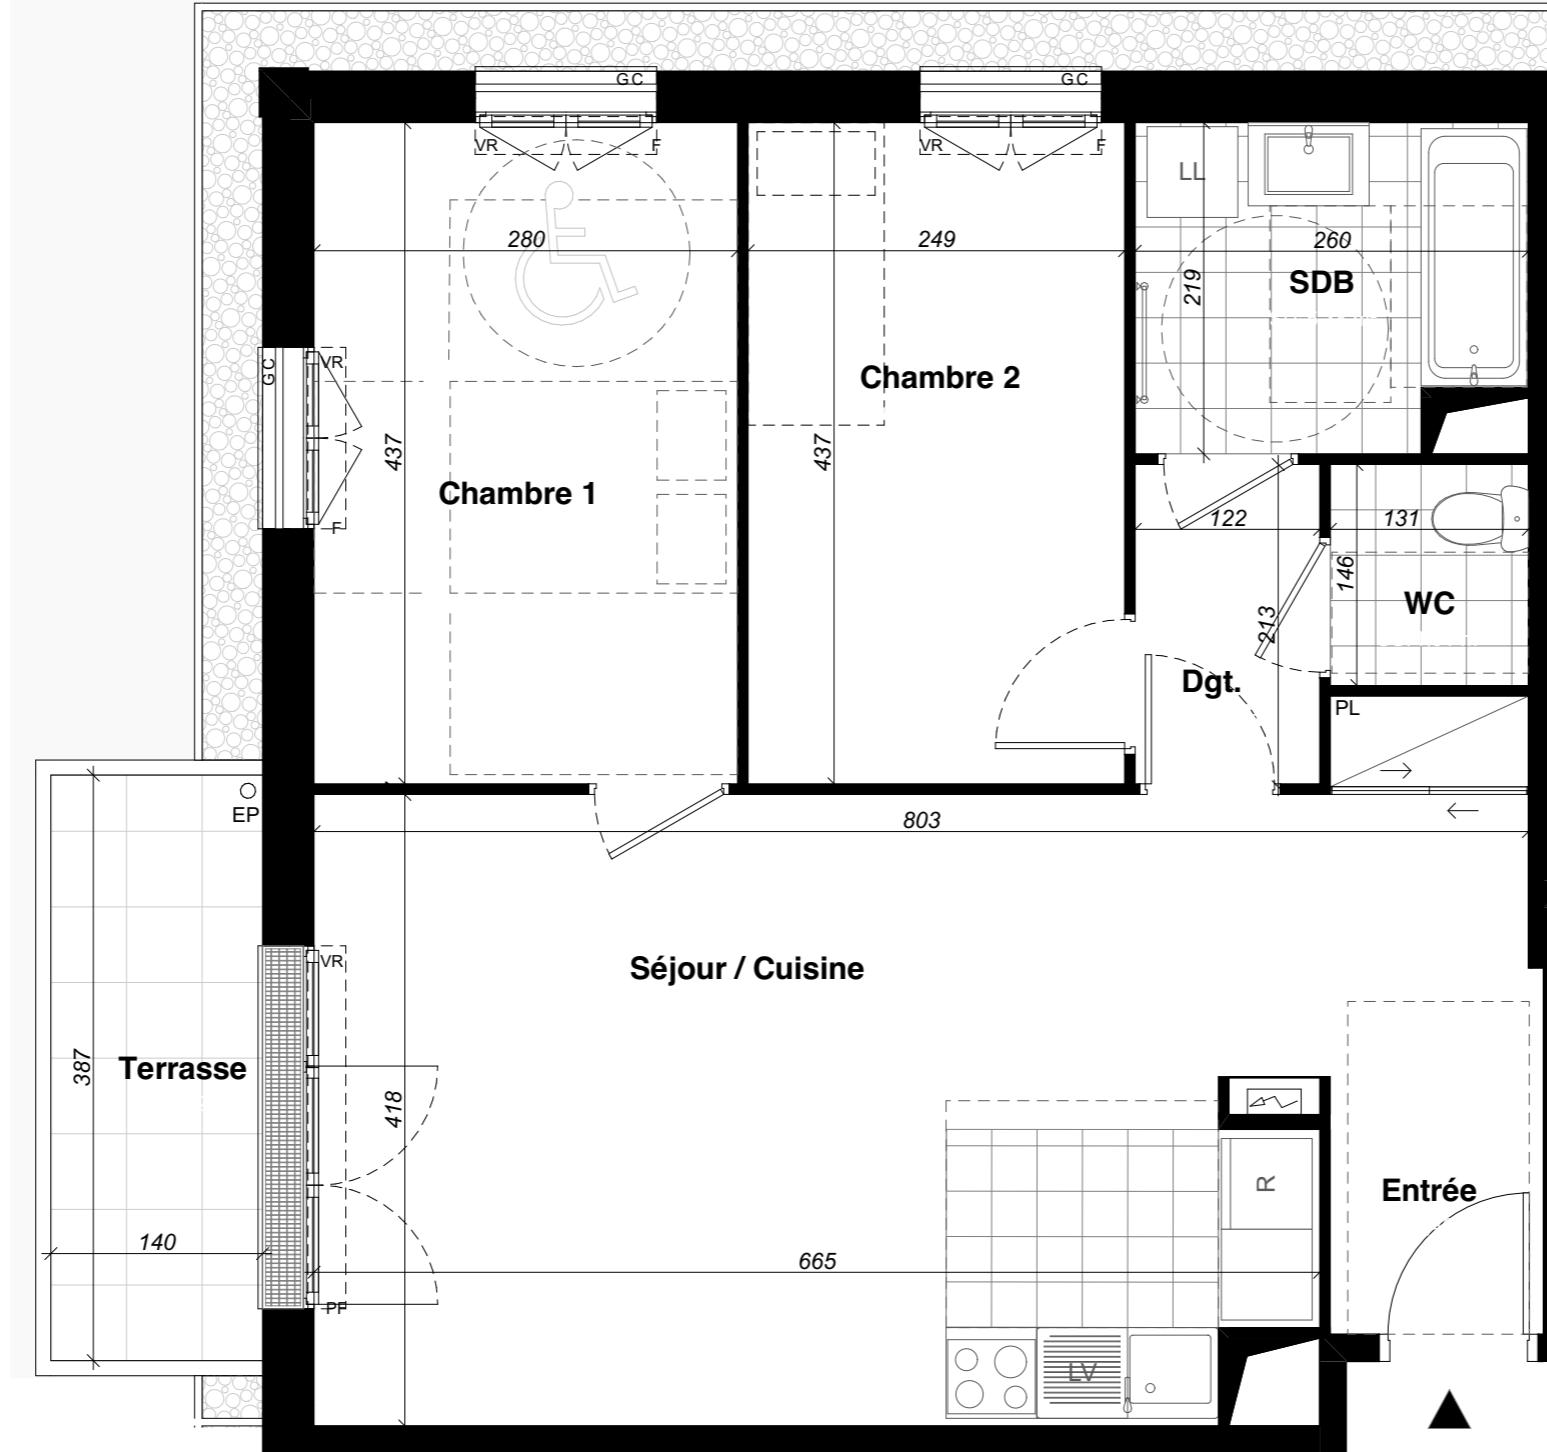 GC
GC
VR
F
VR
F
LL
280
249
260
219
SDB
GC
VR
Chambre 2
437
437
Chambre 1
F
122
131
146
WC
213
Dgt.
PL
EP
803
VR
Séjour / Cuisine
387
Terrasse
418
R
Entrée
140
665
PF
LV